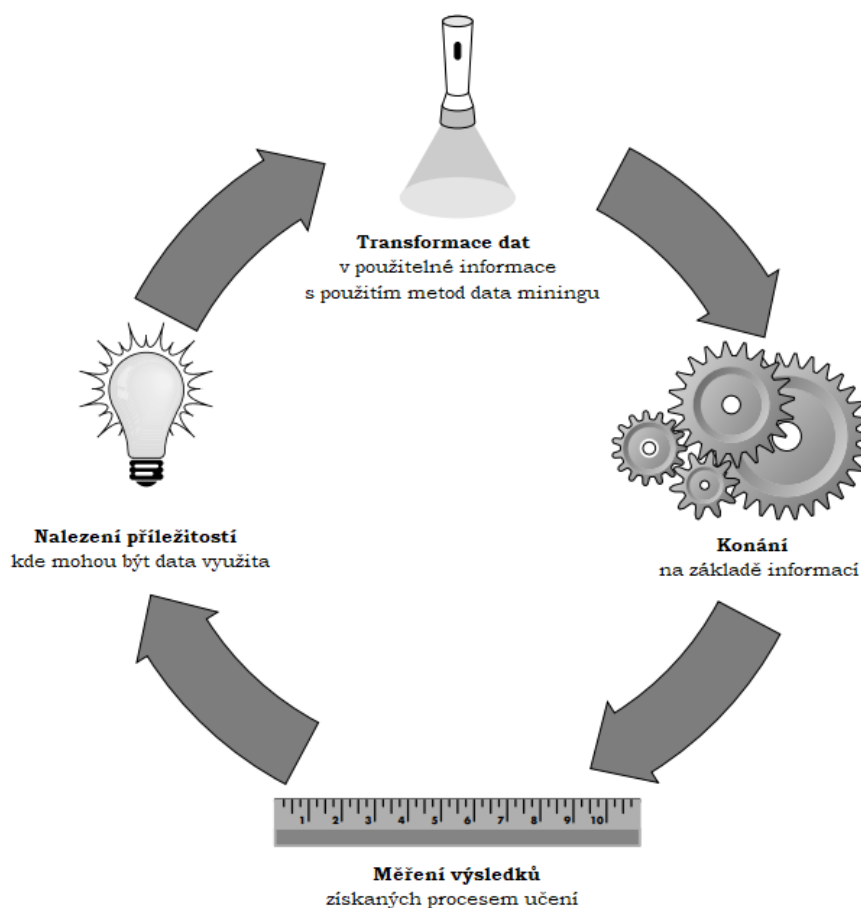 Transformace dat
v použitelné informace
s použitím metod data miningu
Nalezení příležitostí
kde mohou být data využita
Konání
na základě informací
1 2 3 4 5 6 7 8 9 10
Měření výsledků
získaných procesem učení